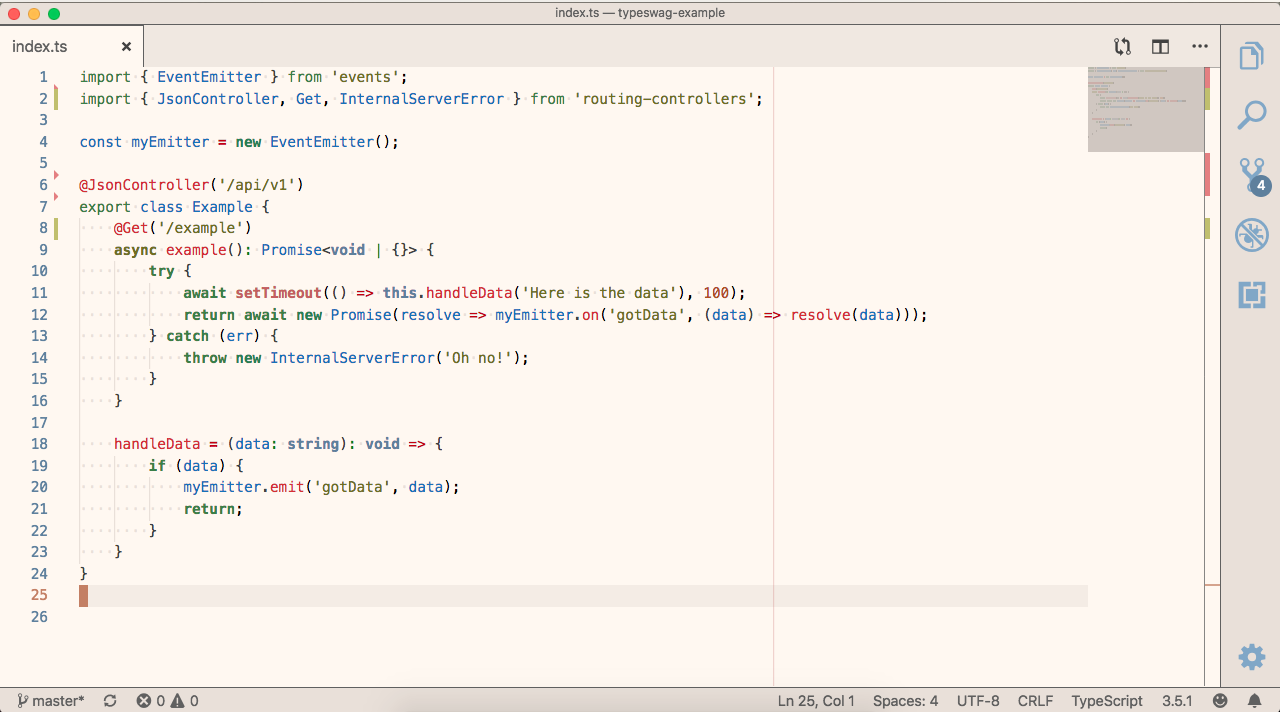 index.ts — typeswag-example
index.ts
1 import { EventEmitter } from 'events';
2 import { JsonController, Get, InternalServerError } from 'routing-controllers';
3
4 const myEmitter = new EventEmitter();
5
6 @JsonController('/api/v1')
7 export class Example {
8 @Get('/example')
9 async example(): Promise<void | {}> {
10 try {
11 await setTimeout(() => this.handleData('Here is the data'), 100);
12 return await new Promise(resolve => myEmitter.on('gotData', (data) => resolve(data)));
13 } catch (err) {
14 throw new InternalServerError('Oh no!');
15 }
16 }
17
18 handleData = (data: string): void => {
19 if (data) {
20 myEmitter.emit('gotData', data);
21 return;
22 }
23 }
24 }
25
26
4
master* 0 0 Ln 25, Col 1 Spaces: 4 UTF-8 CRLF TypeScript 3.5.1